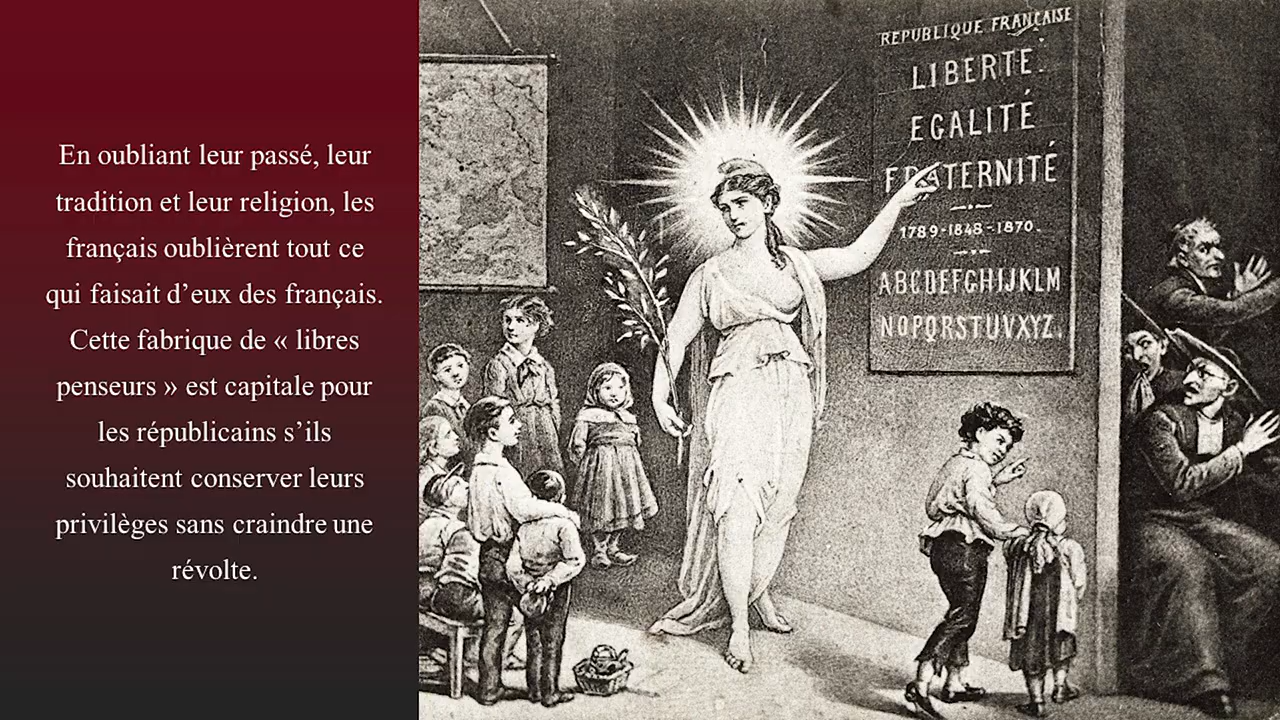 En oubliant leur passé, leur
tradition et leur religion, les
français oublièrent tout ce
qui faisait d’eux des français.
Cette fabrique de « libres
penseurs » est capitale pour
les républicains s’ils
souhaitent conserver leurs
privilèges sans craindre une
révolte.
REPUBLIQUE FRANÇAISE
LIBERTÉ.
EGALITÉ
FRATERNITÉ
1789-1848-1870.
ABCDEFGHIJKLM
NOPQRSTUVXYZ.